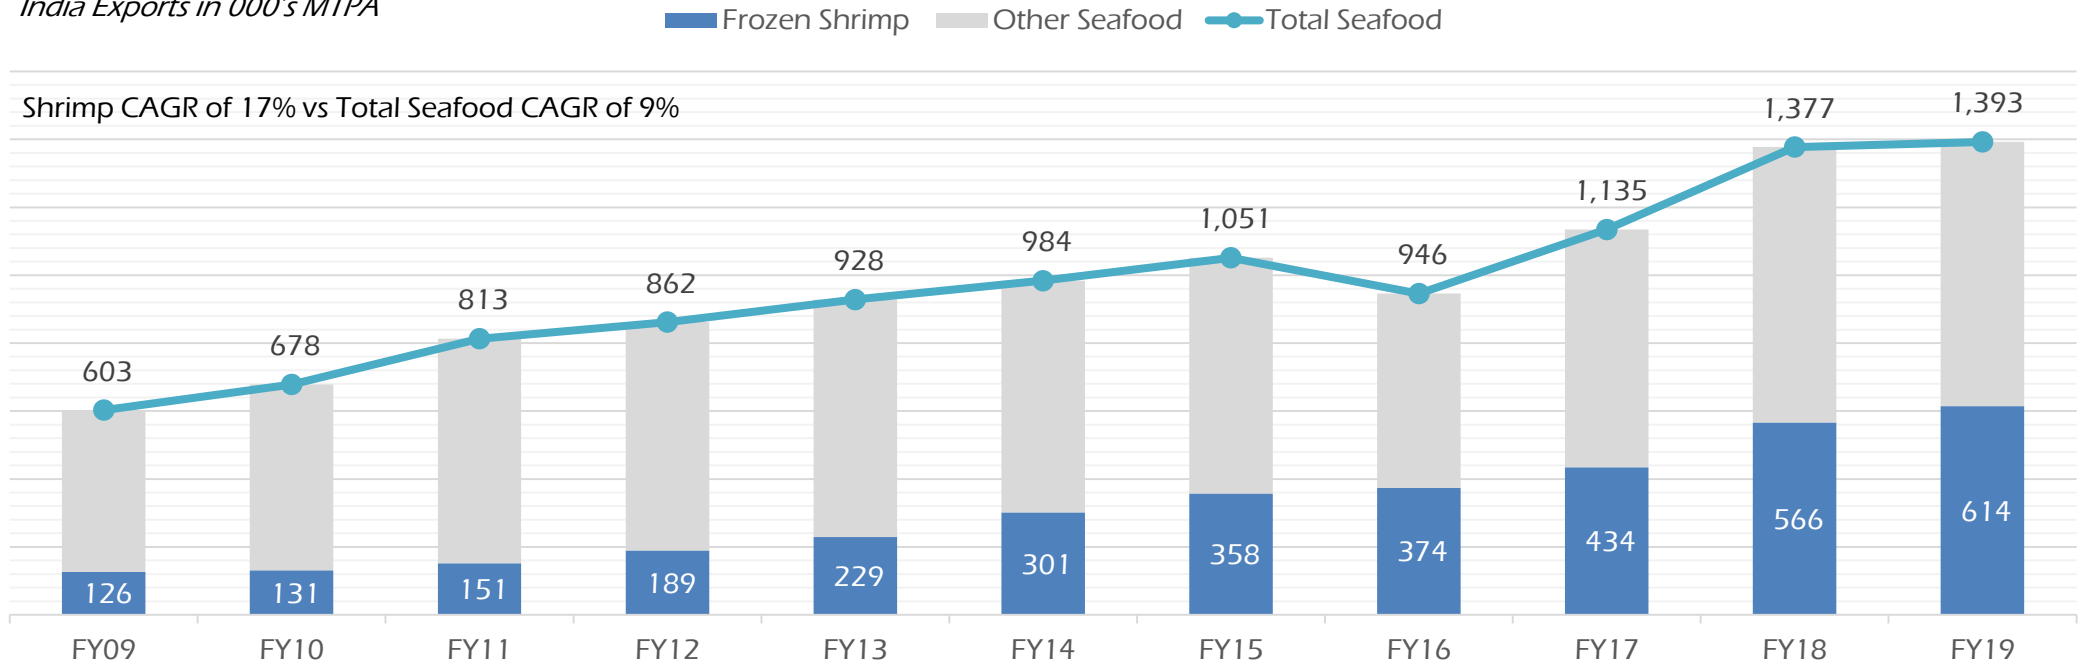 India Exports in 000's MTPA
Frozen Shrimp Other Seafood Total Seafood
Shrimp CAGR of 17% vs Total Seafood CAGR of 9%
603 678 813 862 928 984 1,051 946 1,135 1,377 1,393
126 131 151 189 229 301 358 374 434 566 614
FY09 FY10 FY11 FY12 FY13 FY14 FY15 FY16 FY17 FY18 FY19